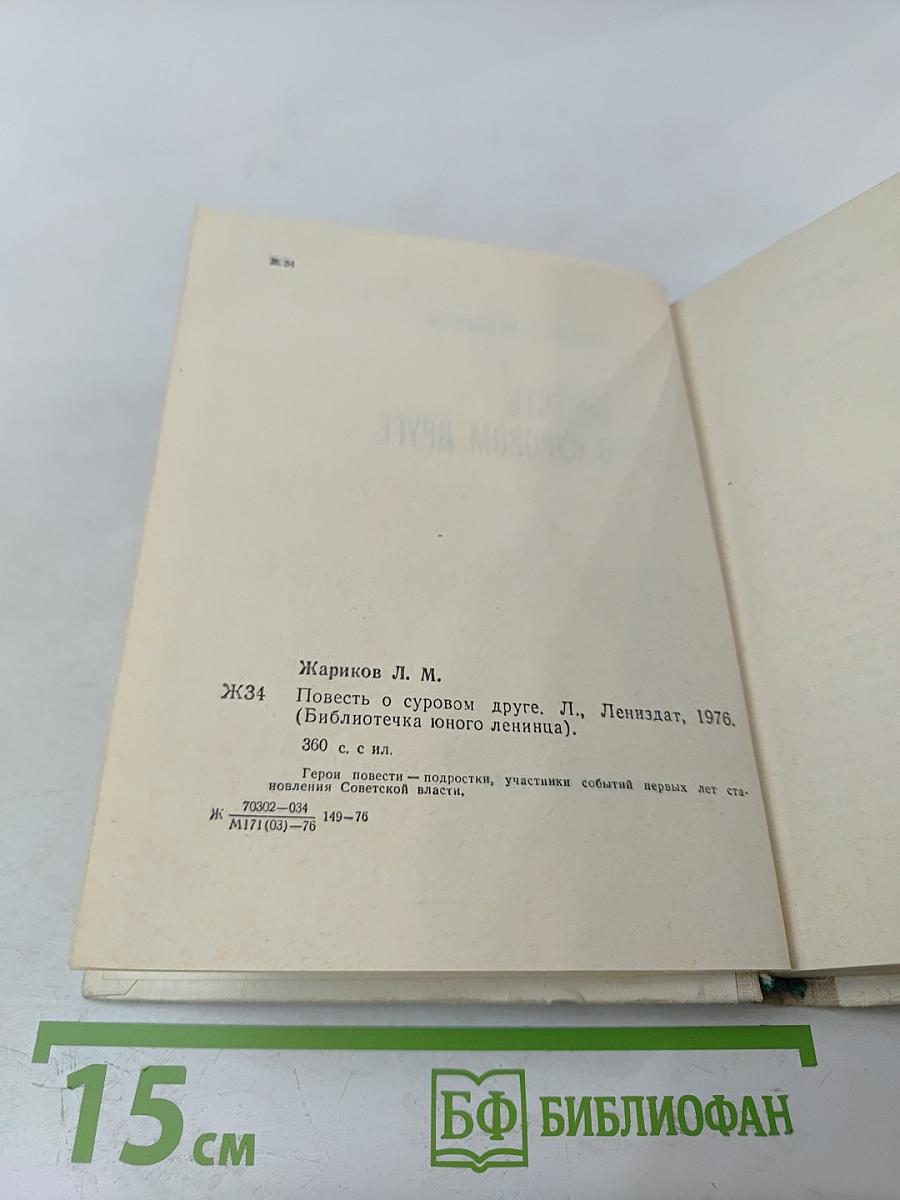 Ж 34
Жариков Л. М.
Ж34 Повесть о суровом друге. Л., Лениздат, 1976.
(Библиотечка юного ленинца).
360 с. с ил.
Герои повести — подростки, участники событий первых лет ста-
новления Советской власти.
Ж 70302—034 149—76
М171(03)—76
15 см
БФ БИБЛИОФАН